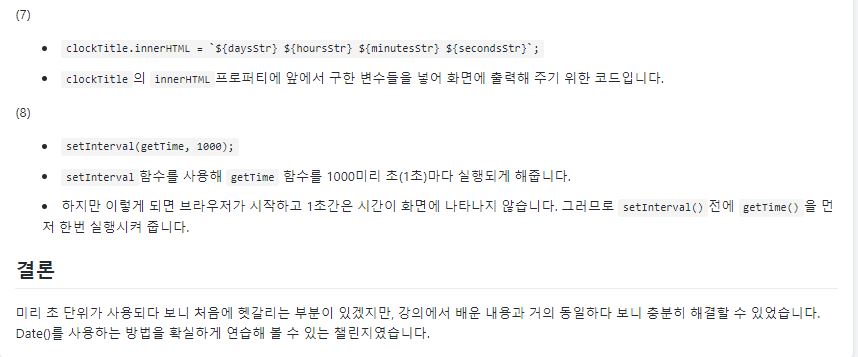 (7)
clockTitle.innerHTML = `${daysStr} ${hoursStr} ${minutesStr} ${secondsStr}`;
clockTitle 의 innerHTML 프로퍼티에 앞에서 구한 변수들을 넣어 화면에 출력해 주기 위한 코드입니다.
(8)
setInterval(getTime, 1000);
setInterval 함수를 사용해 getTime 함수를 1000미리 초(1초)마다 실행되게 해줍니다.
하지만 이렇게 되면 브라우저가 시작하고 1초간은 시간이 화면에 나타나지 않습니다. 그러므로 setInterval() 전에 getTime() 을 먼
저 한번 실행시켜 줍니다.
결론
미리 초 단위가 사용되다 보니 처음에 헷갈리는 부분이 있겠지만, 강의에서 배운 내용과 거의 동일하다 보니 충분히 해결할 수 있었습니다.
Date()를 사용하는 방법을 확실하게 연습해 볼 수 있는 챌린지였습니다.